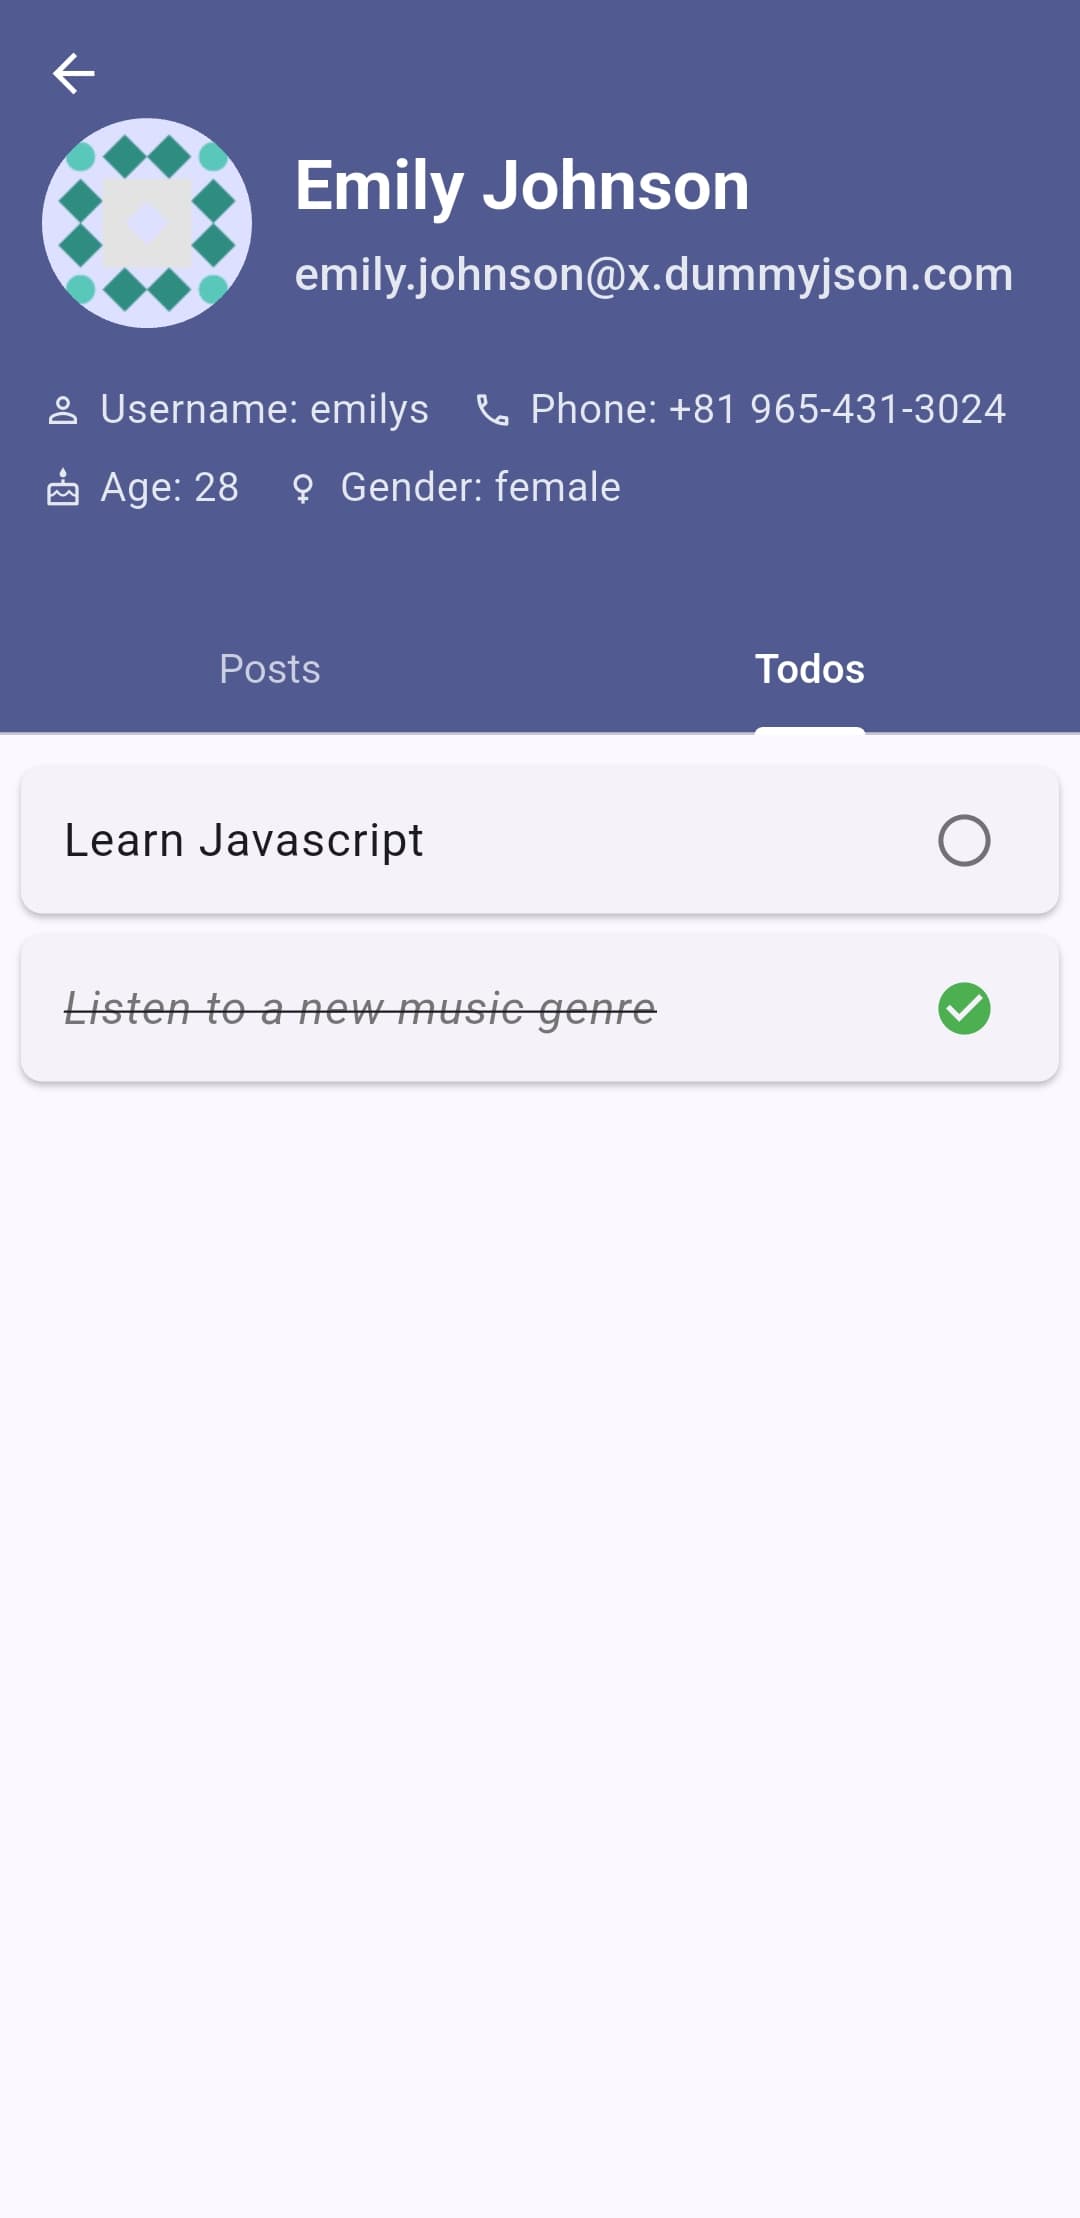 Emily Johnson
emily.johnson@x.dummyjson.com
Username: emilys Phone: +81 965-431-3024
Age: 28 Gender: female
Posts Todos
Learn Javascript
Listen to a new music genre